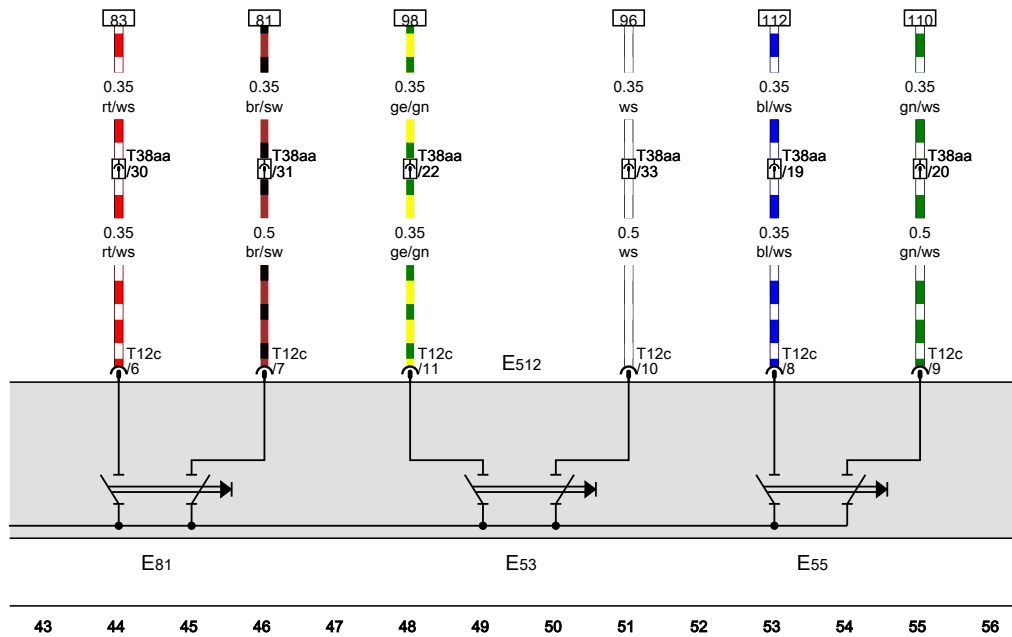 83 81 98 96 112 110
0.35 0.35 0.35 0.35 0.35 0.35
rt/ws br/sw ge/gn ws bl/ws gn/ws
T38aa T38aa T38aa T38aa T38aa T38aa
/30 /31 /22 /33 /19 /20
0.35 0.5 0.35 0.5 0.35 0.5
rt/ws br/sw ge/gn ws bl/ws gn/ws
T12c T12c T12c E512 T12c T12c T12c
/6 /7 /11 /10 /8 /9
E81 E53 E55
43 44 45 46 47 48 49 50 51 52 53 54 55 56